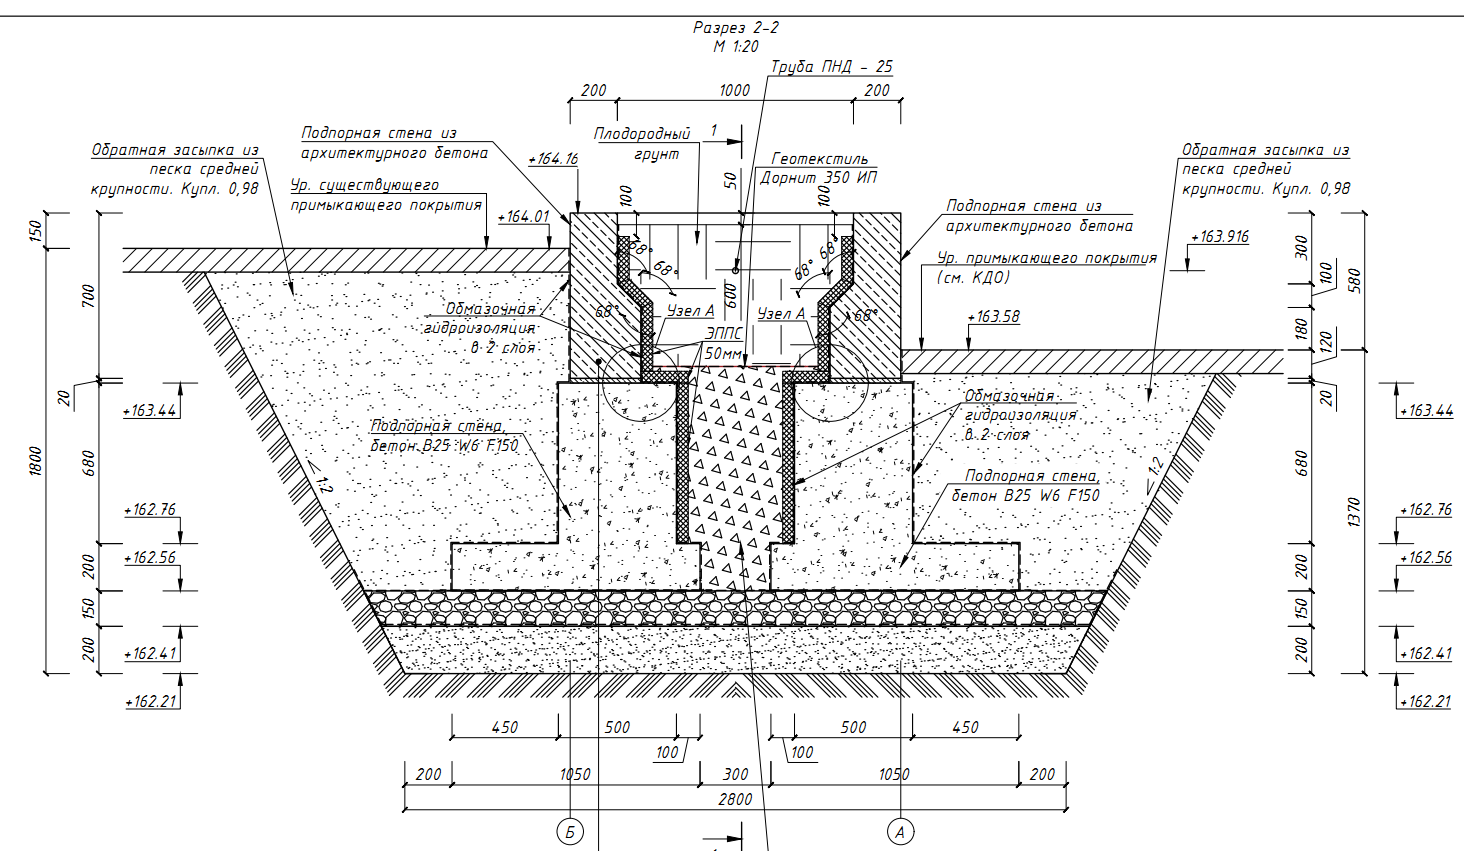 Разрез 2-2
М 1:20
Труба ПНД - 25
200
1000
200
Подпорная стена из
архитектурного бетона
Плодородный
грунт
1
Обратная засыпка из
песка средней
крупности. Купл. 0,98
+164.16
Геотекстиль
Дорнит 350 ИП
50
Обратная засыпка из
песка средней
крупности. Купл. 0,98
Ур. существующего
примыкающего покрытия
100
100
+164.01
Подпорная стена из
архитектурного бетона
150
+163.916
300
68°
68°
68°
68°
Ур. примыкающего покрытия
(см. КДО)
100
580
700
600
Обмазочная
гидроизоляция
в 2 слоя
68°
Узел А
Узел А
68°
+163.58
ЭППС
50мм
180
120
20
+163.44
Обмазочная
гидроизоляция
в 2 слоя
20
+163.44
Подпорная стена,
бетон В25 W6 F150
1800
680
1:2
1:2
680
Подпорная стена,
бетон В25 W6 F150
1370
+162.76
+162.76
200
+162.56
200
+162.56
150
150
200
+162.41
200
+162.41
+162.21
+162.21
450
500
500
450
100
100
200
1050
300
1050
200
2800
Б
А